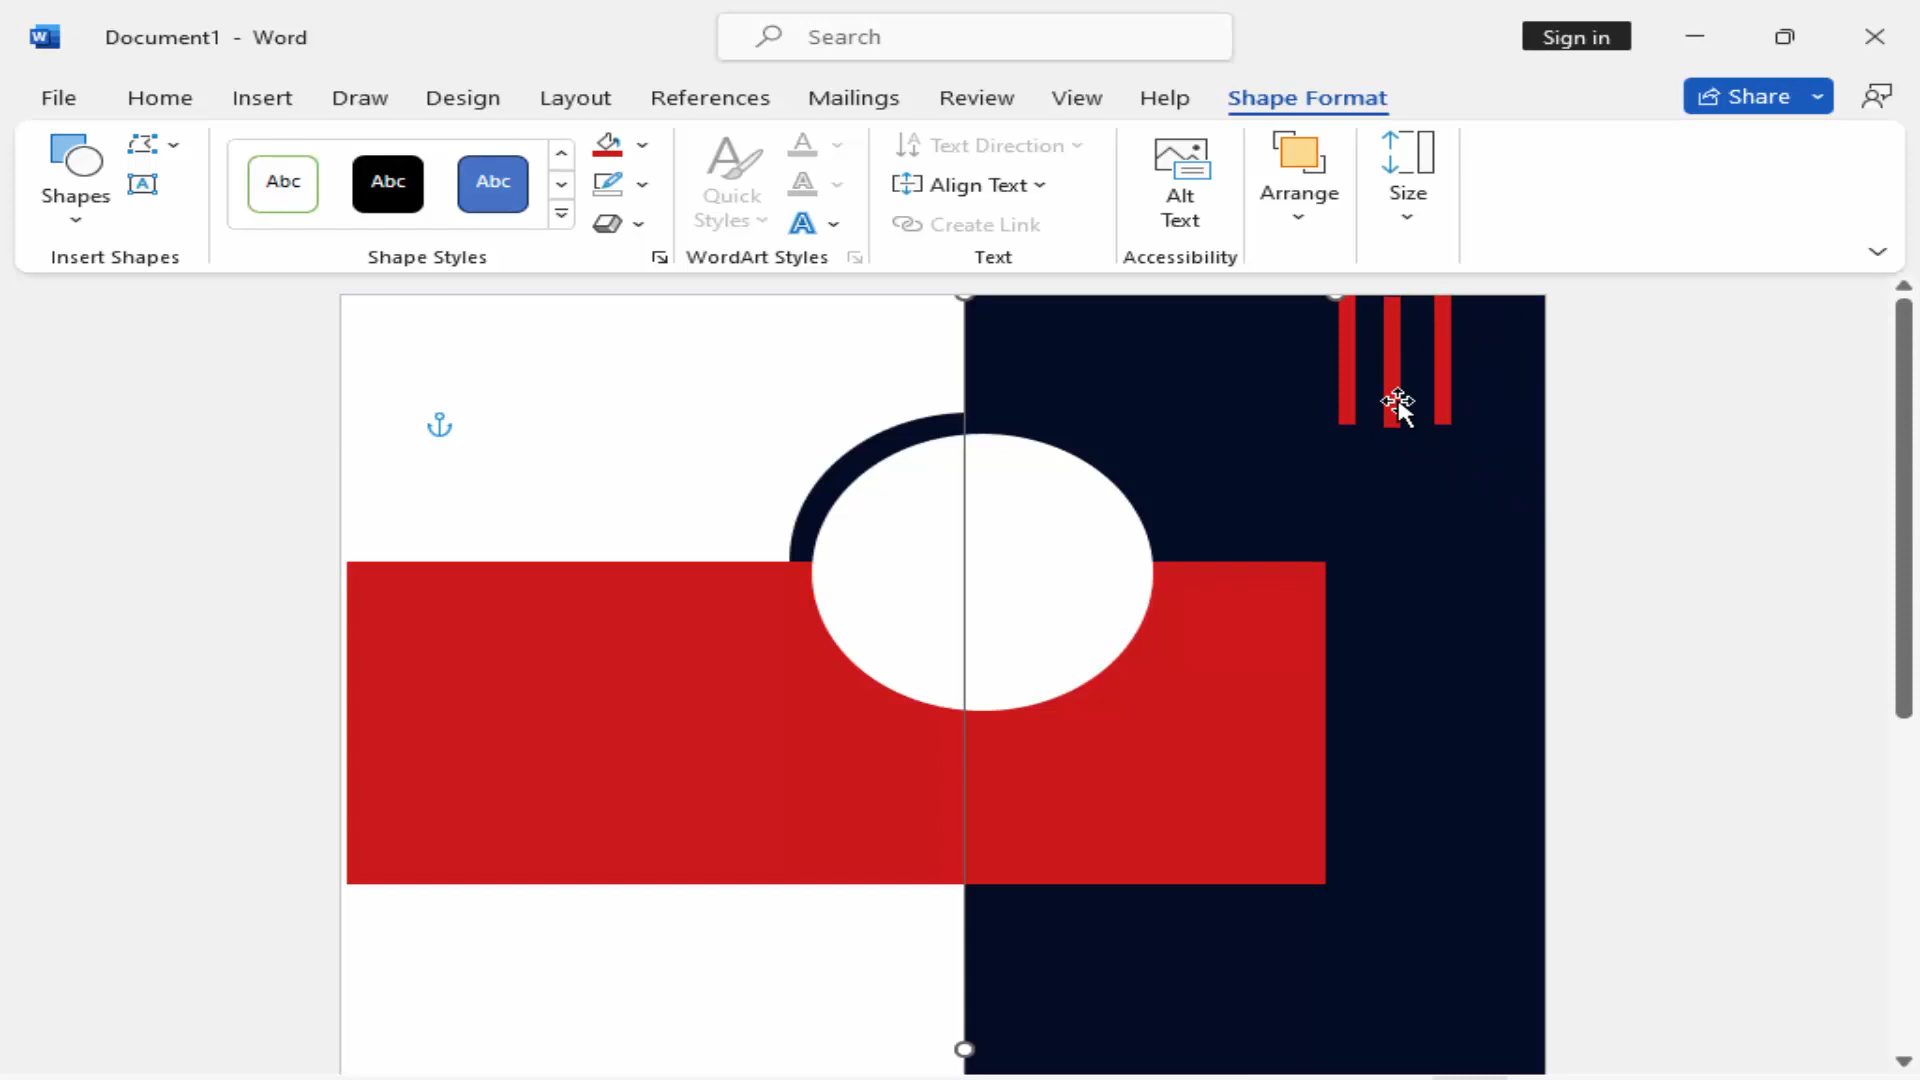 W
Document1 - Word
Search
Sign in
File Home Insert Draw Design Layout References Mailings Review View Help Shape Format
Share
Shapes
Abc Abc Abc
A
Quick
Styles
A
A
A
Text Direction
Align Text
Create Link
Alt
Text
Arrange
Size
Insert Shapes Shape Styles WordArt Styles Text Accessibility